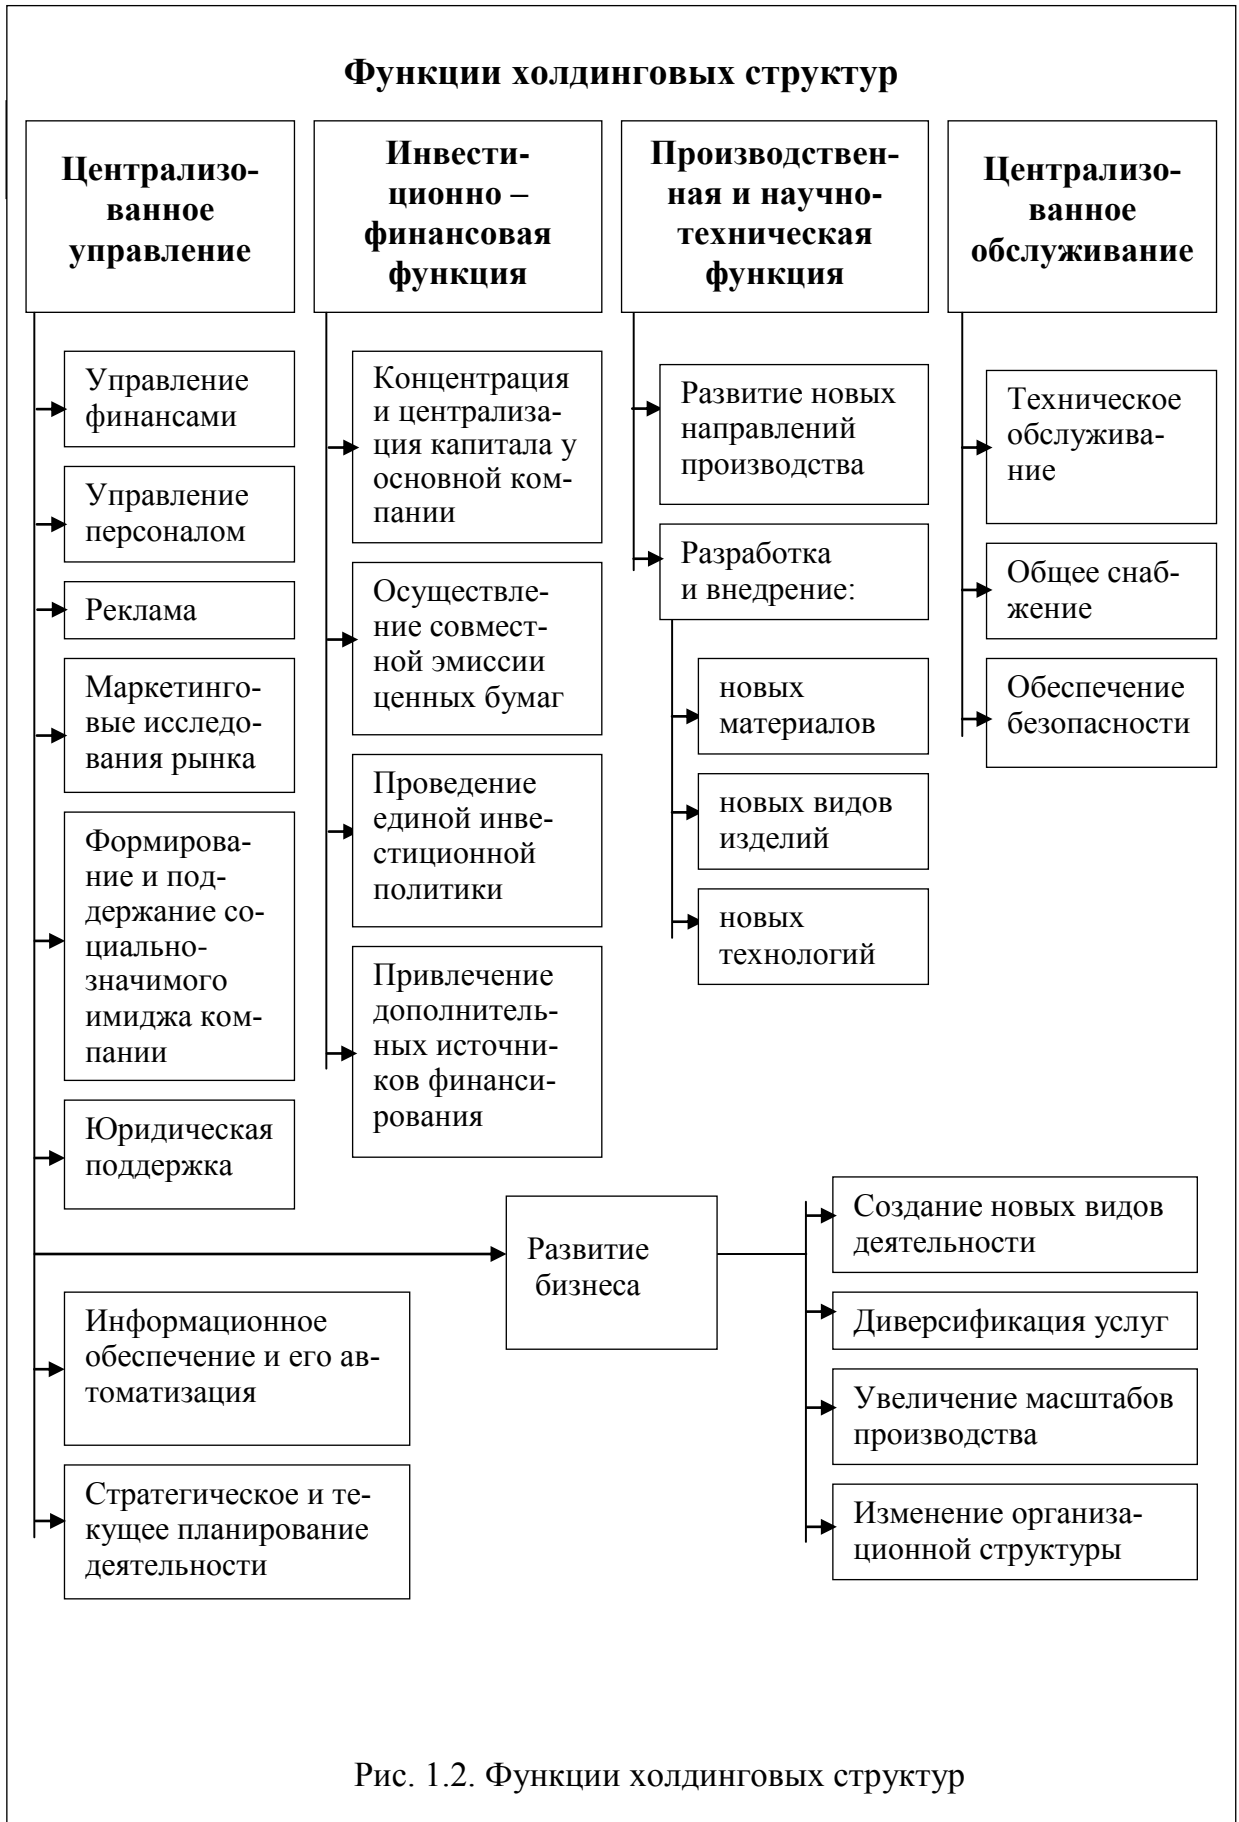 Функции холдинговых структур
Централизо-
ванное
управление
Инвести-
ционно –
финансовая
функция
Производствен-
ная и научно-
техническая
функция
Централизо-
ванное
обслуживание
Управление
финансами
Управление
персоналом
Реклама
Маркетинго-
вые исследо-
вания рынка
Формирова-
ние и под-
держание со-
циально-
значимого
имиджа ком-
пании
Юридическая
поддержка
Концентрация
и централиза-
ция капитала у
основной ком-
пании
Осуществле-
ние совмест-
ной эмиссии
ценных бумаг
Проведение
единой инве-
стиционной
политики
Привлечение
дополнитель-
ных источни-
ков финанси-
рования
Развитие новых
направлений
производства
Разработка
и внедрение:
новых
материалов
новых видов
изделий
новых
технологий
Техническое
обслужива-
ние
Общее снаб-
жение
Обеспечение
безопасности
Развитие
бизнеса
Создание новых видов
деятельности
Диверсификация услуг
Увеличение масштабов
производства
Изменение организа-
ционной структуры
Информационное
обеспечение и его ав-
томатизация
Стратегическое и те-
кущее планирование
деятельности
Рис. 1.2. Функции холдинговых структур